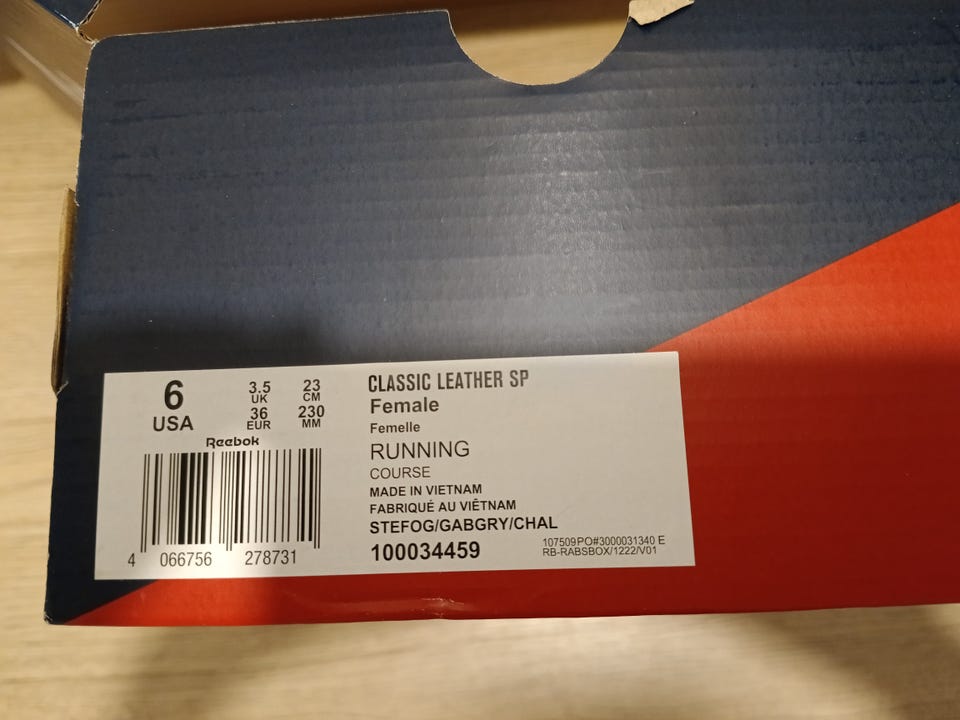 6
USA
3.5
UK
36
EUR
23
CM
230
MM
Reebok
4 066756 278731
CLASSIC LEATHER SP
Female
Femelle
RUNNING
COURSE
MADE IN VIETNAM
FABRIQUÉ AU VIÊTNAM
STEFOG/GABGRY/CHAL
100034459
107509PO#3000031340 E
RB-RABSBOX/1222/V01